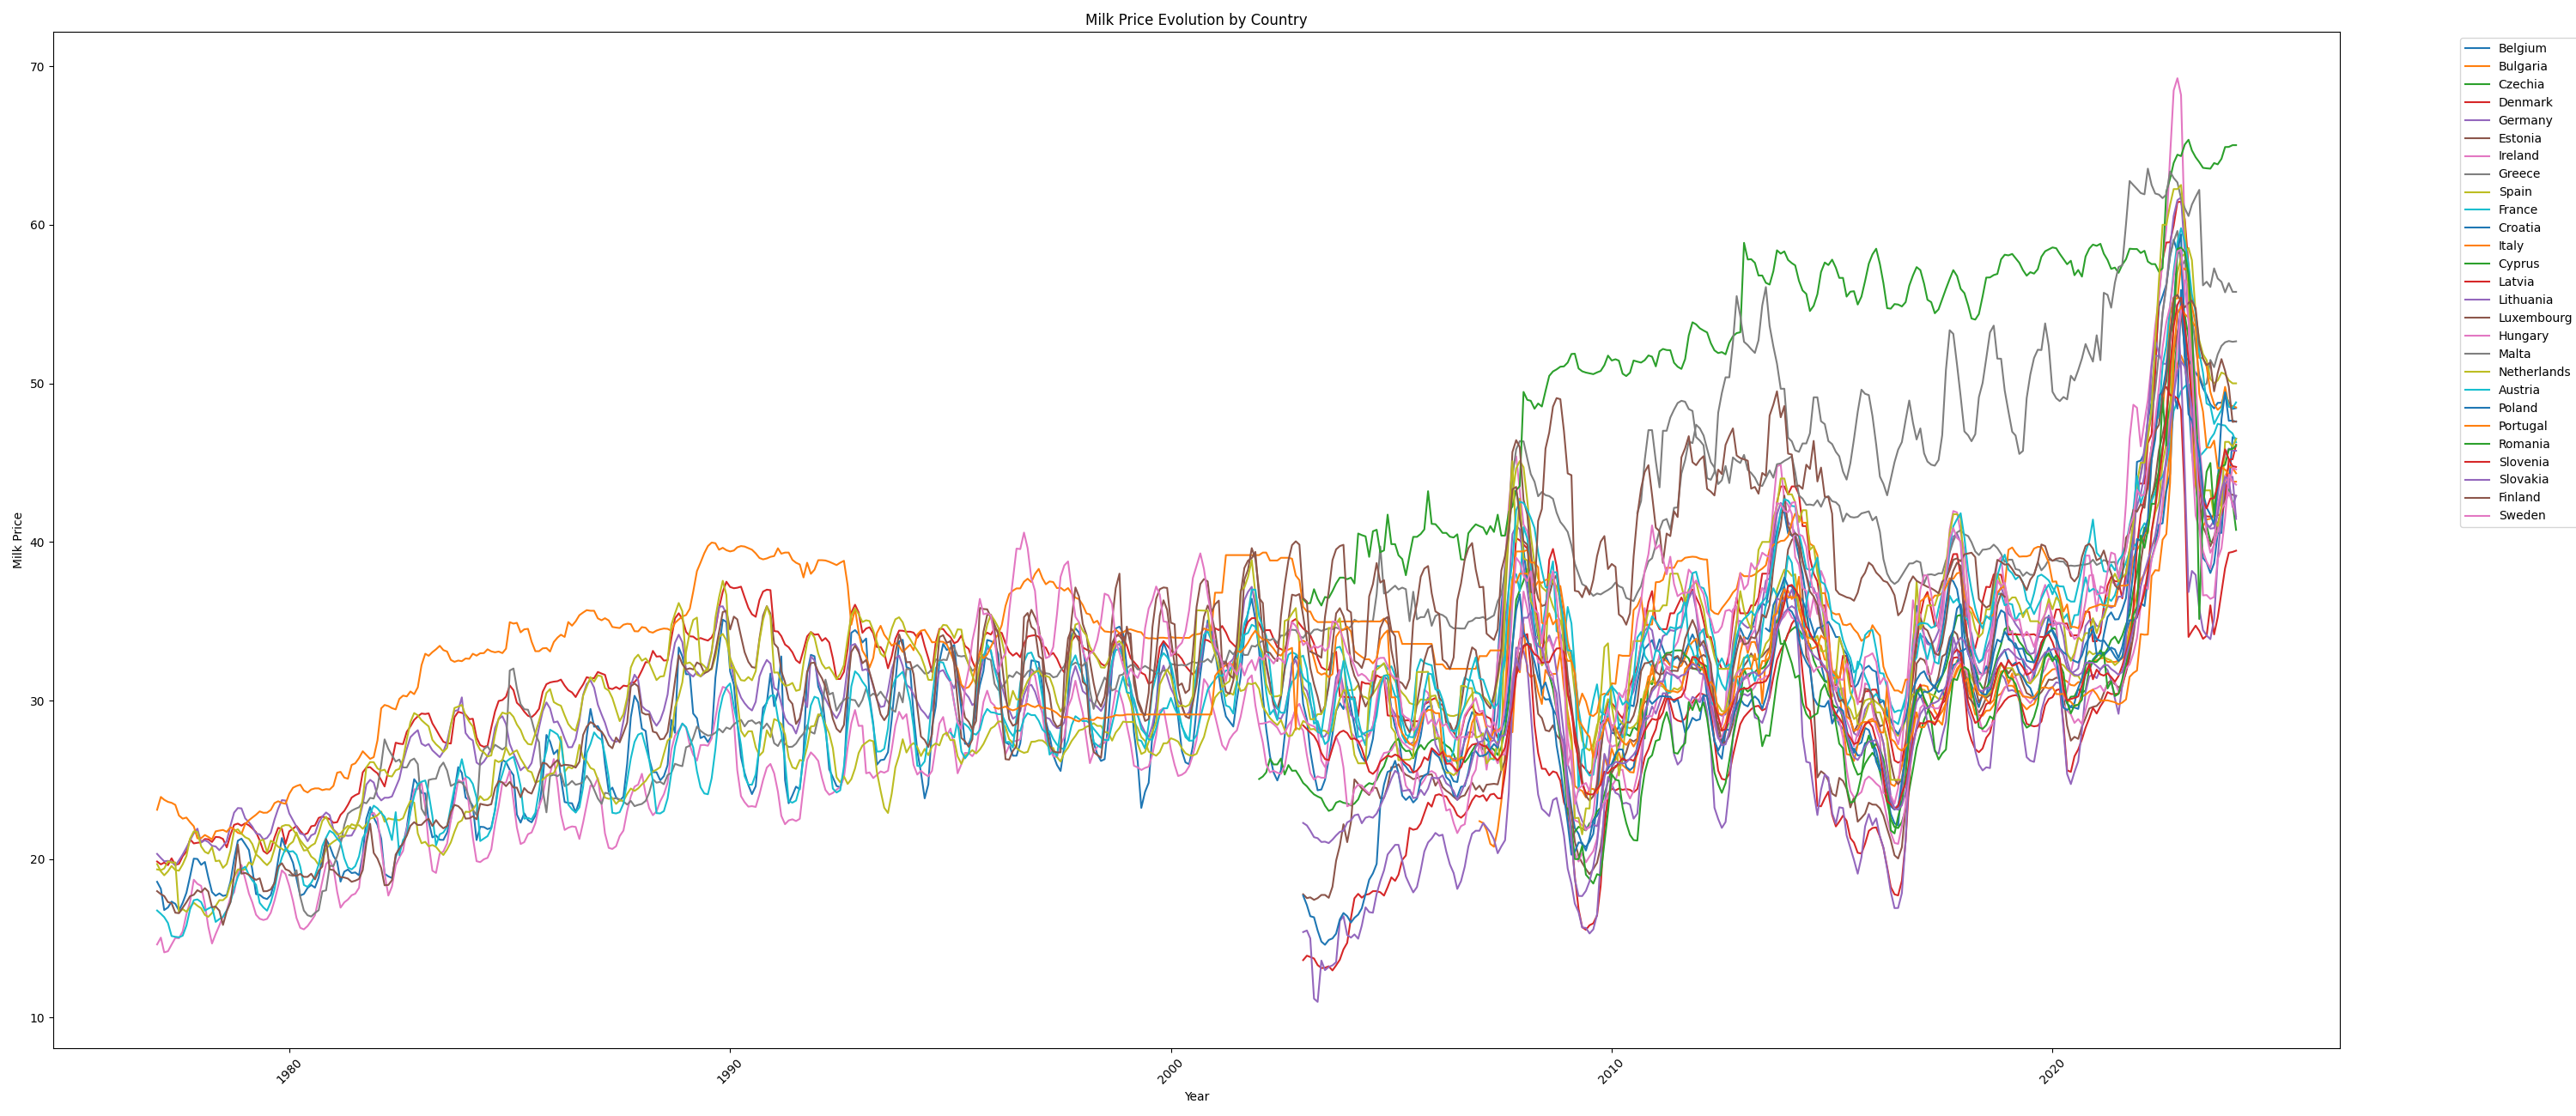 Milk Price Evolution by Country
70
60
50
40
30
20
10
Milk Price
1980
1990
2000
2010
2020
Year
Belgium
Bulgaria
Czechia
Denmark
Germany
Estonia
Ireland
Greece
Spain
France
Croatia
Italy
Cyprus
Latvia
Lithuania
Luxembourg
Hungary
Malta
Netherlands
Austria
Poland
Portugal
Romania
Slovenia
Slovakia
Finland
Sweden